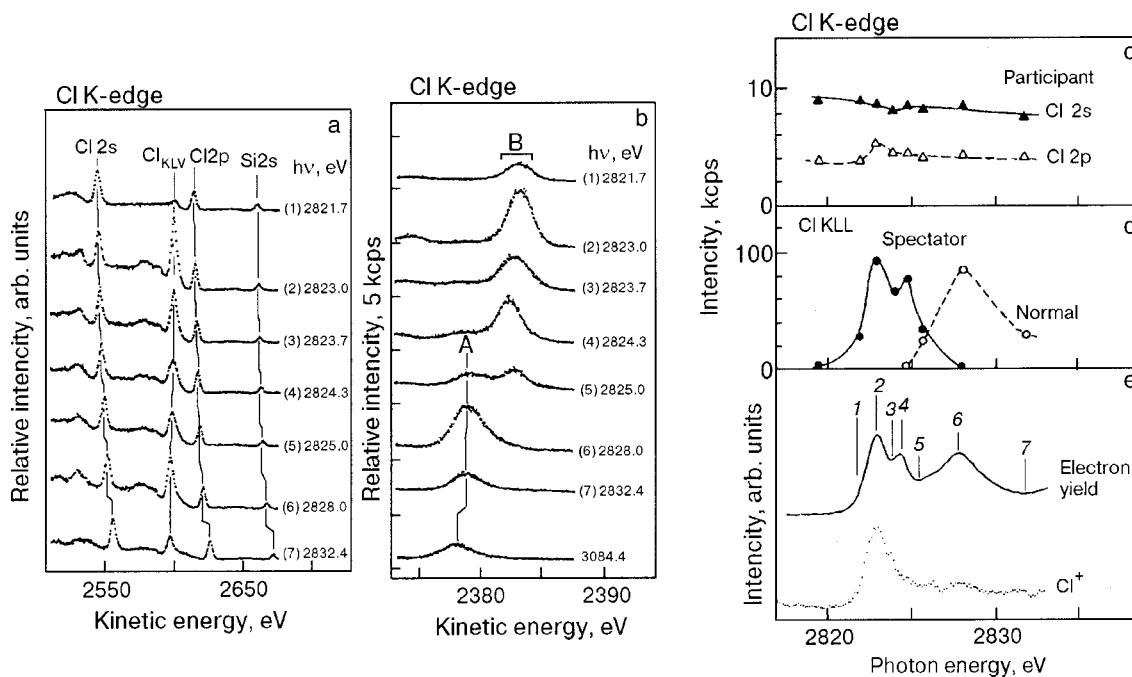 Cl K-edge
a
Cl 2s
Cl KLV
Cl2p
Si2s
hν, eV
(1) 2821.7
(2) 2823.0
(3) 2823.7
(4) 2824.3
(5) 2825.0
(6) 2828.0
(7) 2832.4
Relative intencity, arb. units
2550
2650
Kinetic energy, eV
Cl K-edge
b
B
hν, eV
(1) 2821.7
(2) 2823.0
(3) 2823.7
(4) 2824.3
A
(5) 2825.0
(6) 2828.0
(7) 2832.4
3084.4
Relative intencity, 5 kcps
2380
2390
Kinetic energy, eV
Cl K-edge
Participant
Cl 2s
Cl 2p
10
0
Cl KLL
Spectator
Normal
100
0
Intencity, kcps
1
2
3
4
5
6
7
Electron
yield
Cl+
Intencity, arb. units
2820
2830
Photon energy, eV